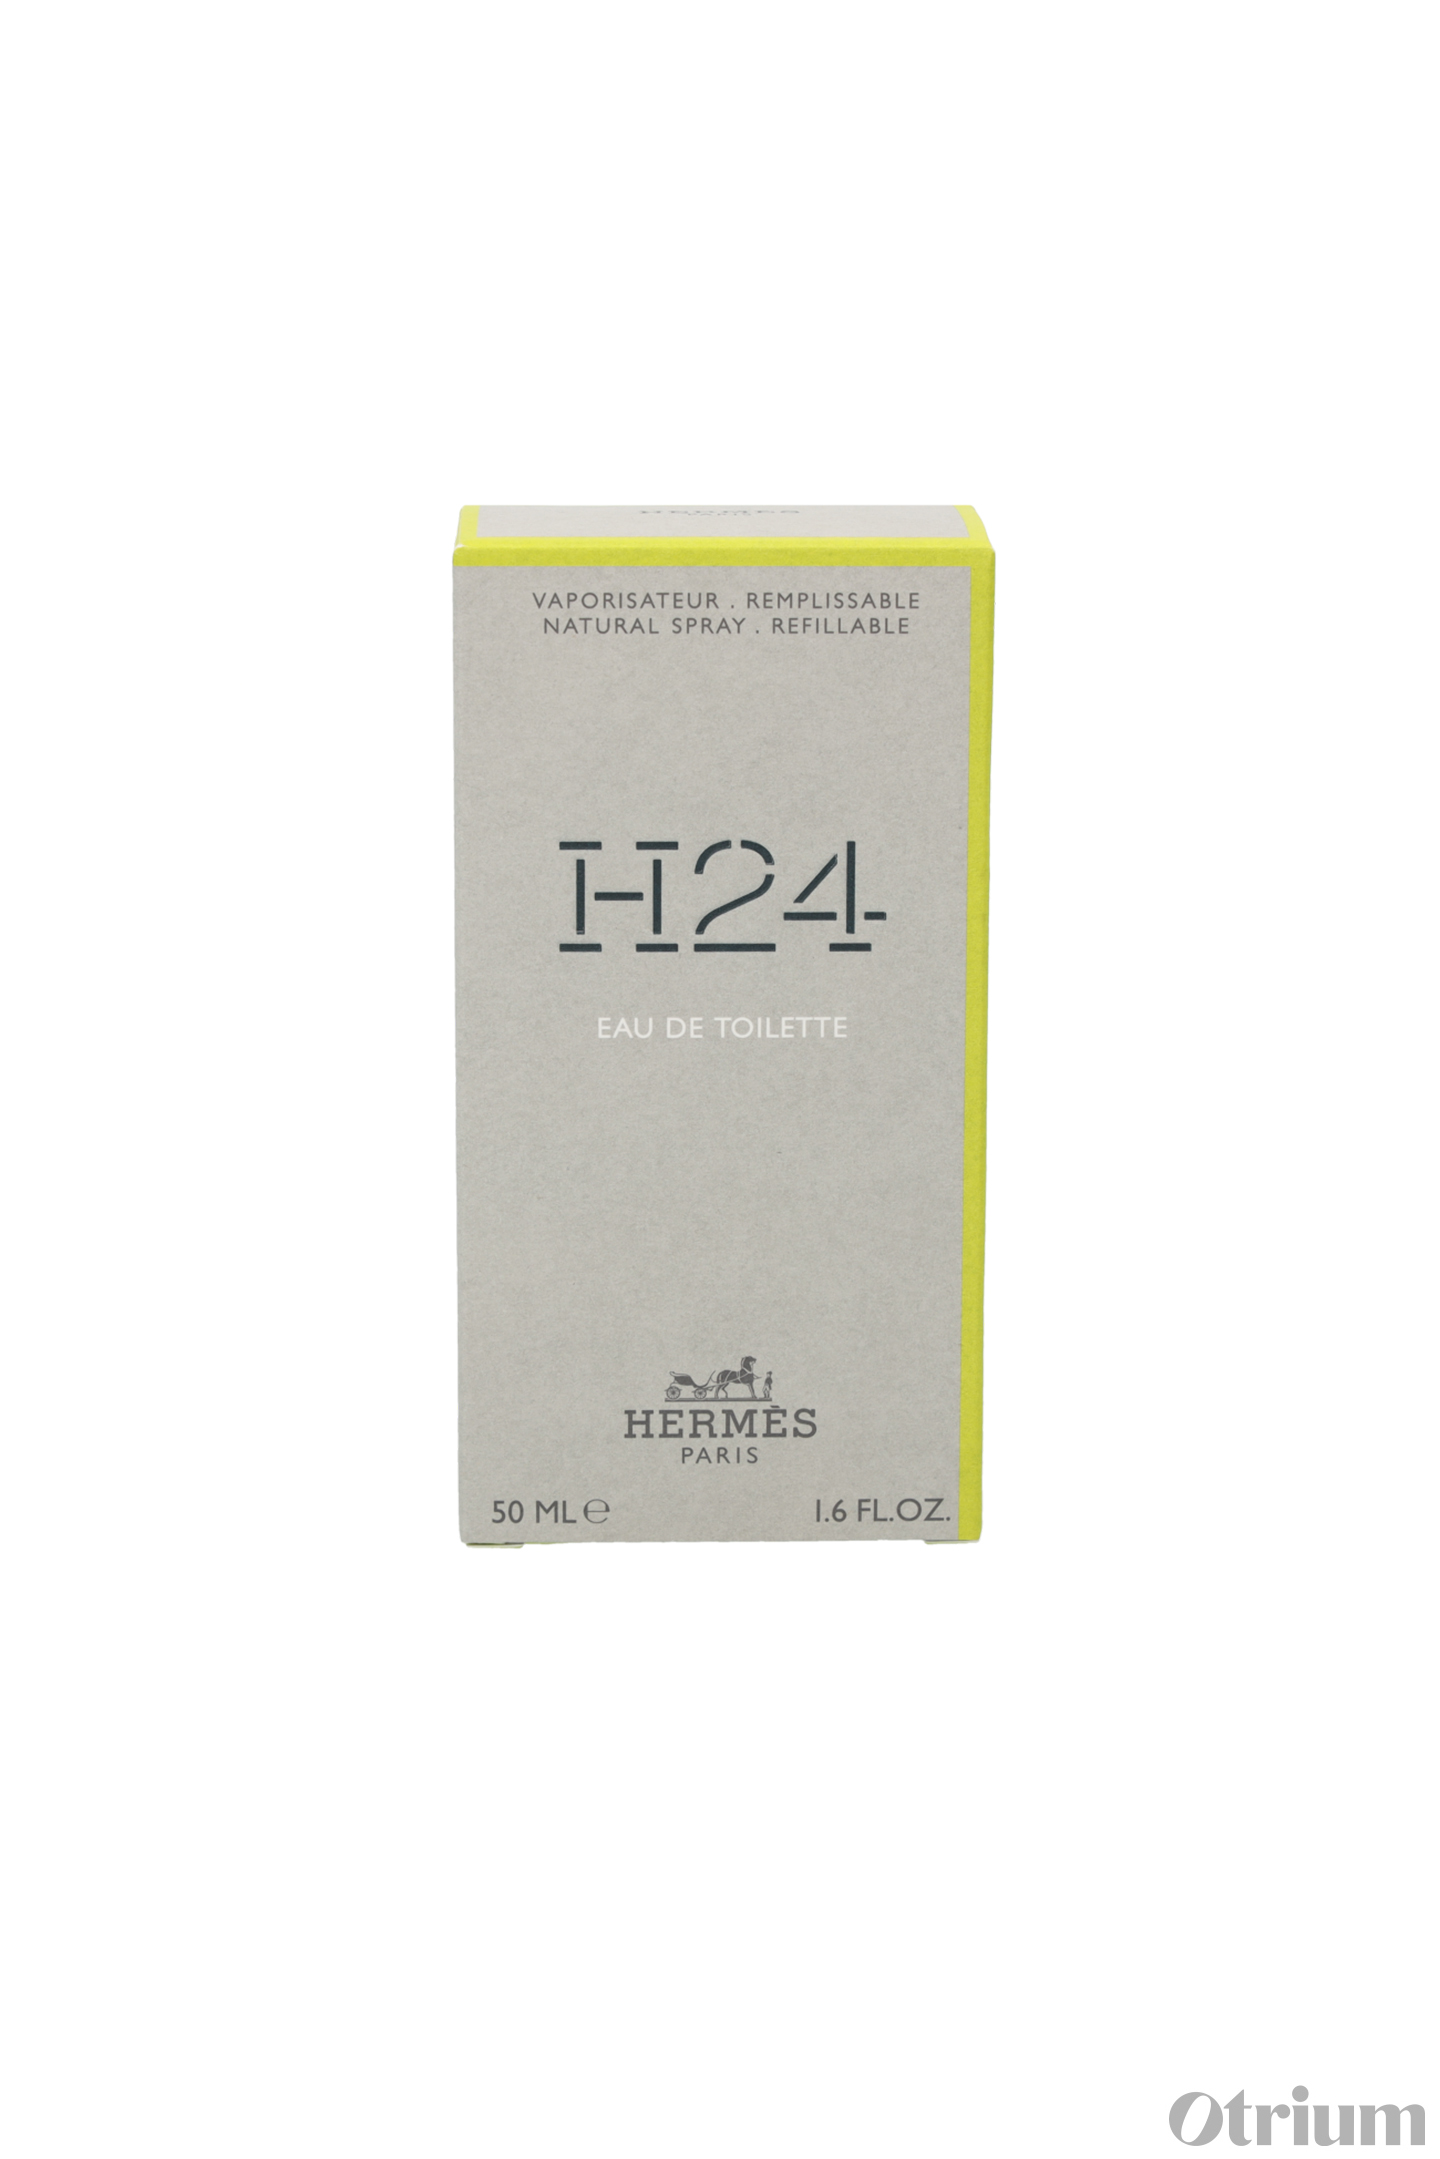 VAPORISATEUR . REMPLISSABLE
NATURAL SPRAY . REFILLABLE
H24
EAU DE TOILETTE
HERMÈS
PARIS
50 ML ℮
1.6 FL.OZ.
Otrium